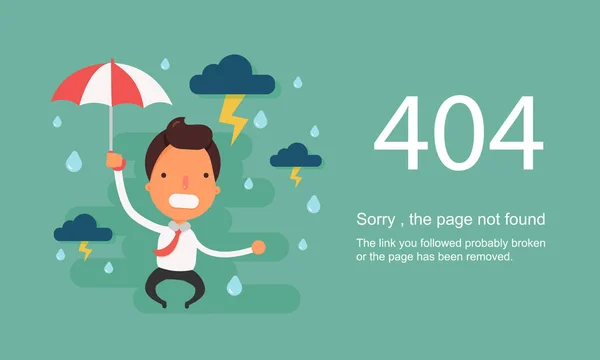 404
Sorry , the page not found
The link you followed probably broken
or the page has been removed.